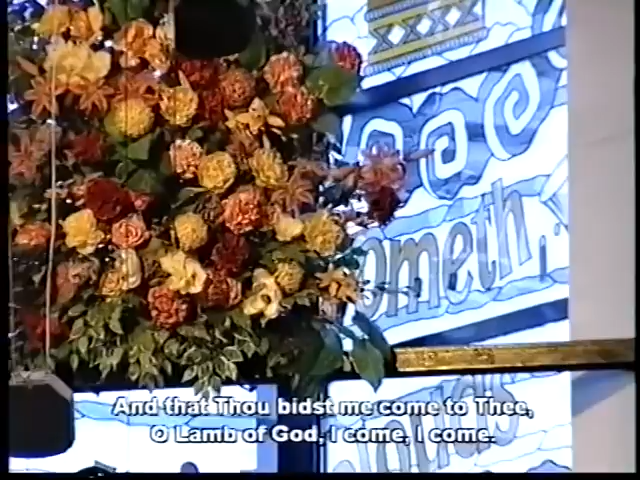 ometh
And that Thou bidst me come to Thee,
O Lamb of God, I come, I come.